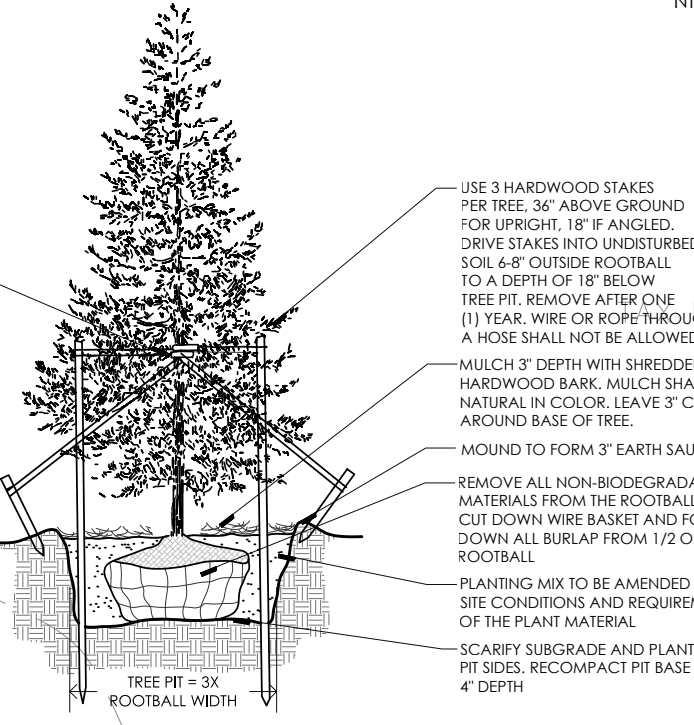 USE 3 HARDWOOD STAKES
PER TREE, 36" ABOVE GROUND
FOR UPRIGHT, 18" IF ANGLED.
DRIVE STAKES INTO UNDISTURBED
SOIL 6-8" OUTSIDE ROOTBALL
TO A DEPTH OF 18" BELOW
TREE PIT. REMOVE AFTER ONE
(1) YEAR. WIRE OR ROPE
A HOSE SHALL NOT BE ALLOWED
MULCH 3" DEPTH WITH
HARDWOOD BARK. MULCH
NATURAL IN COLOR. LEAVE 3"
AROUND BASE OF TREE.
MOUND TO FORM 3" EARTH
REMOVE ALL
MATERIALS FROM THE ROOTBALL
CUT DOWN WIRE BASKET AND
DOWN ALL BURLAP FROM 1/2
ROOTBALL
PLANTING MIX TO BE AMENDED
SITE CONDITIONS AND
OF THE PLANT MATERIAL
SCARIFY SUBGRADE AND
PIT SIDES. RECOMPACT PIT BASE
4" DEPTH
TREE PIT = 3X
ROOTBALL WIDTH